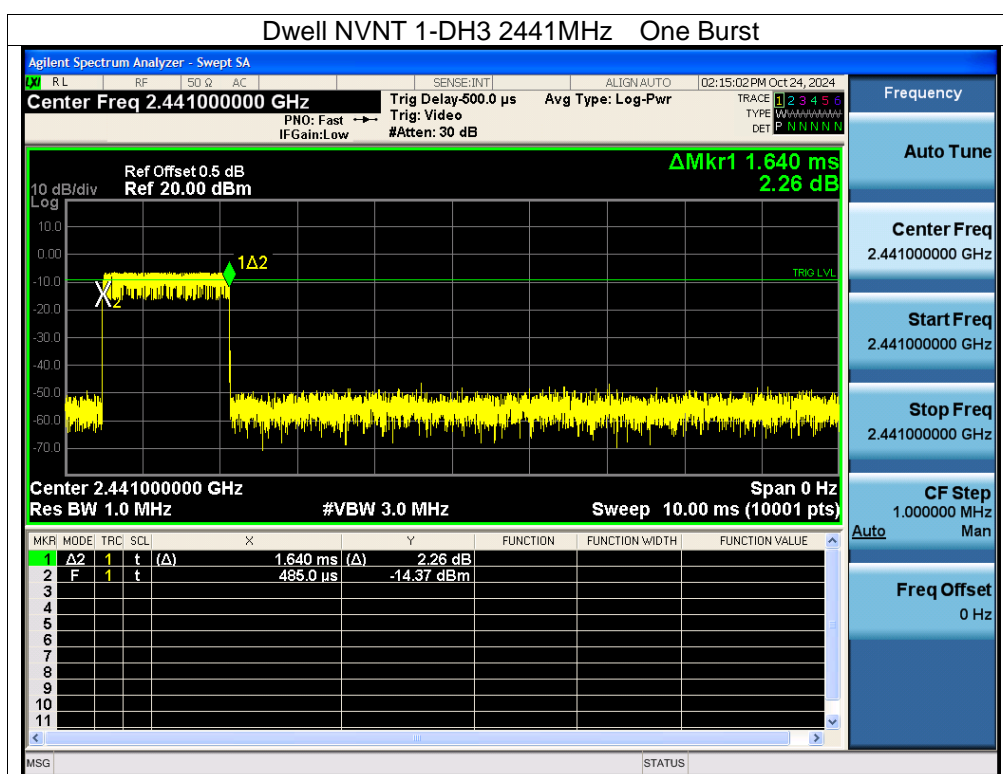 Dwell NVNT 1-DH3 2441MHz One Burst
Agilent Spectrum Analyzer - Swept SA
LXI RL RF 50 Ω AC SENSE:INT ALIGN AUTO 02:15:02 PM Oct 24, 2024
Center Freq 2.441000000 GHz
PNO: Fast
IFGain:Low
Trig Delay-500.0 µs
Trig: Video
#Atten: 30 dB
Avg Type: Log-Pwr
TRACE 1 2 3 4 5 6
TYPE WWWWWW
DET P N N N N N
10 dB/div
Log
Ref Offset 0.5 dB
Ref 20.00 dBm
ΔMkr1 1.640 ms
2.26 dB
10.0
0.00
-10.0
-20.0
-30.0
-40.0
-50.0
-60.0
-70.0
1Δ2
2
TRIG LVL
Center 2.441000000 GHz Span 0 Hz
Res BW 1.0 MHz #VBW 3.0 MHz Sweep 10.00 ms (10001 pts)
MKR MODE TRC SCL X Y FUNCTION FUNCTION WIDTH FUNCTION VALUE
1 Δ2 1 t (Δ) 1.640 ms (Δ) 2.26 dB
2 F 1 t 485.0 µs -14.37 dBm
3
4
5
6
7
8
9
10
11
MSG STATUS
Frequency
Auto Tune
Center Freq
2.441000000 GHz
Start Freq
2.441000000 GHz
Stop Freq
2.441000000 GHz
CF Step
1.000000 MHz
Auto Man
Freq Offset
0 Hz